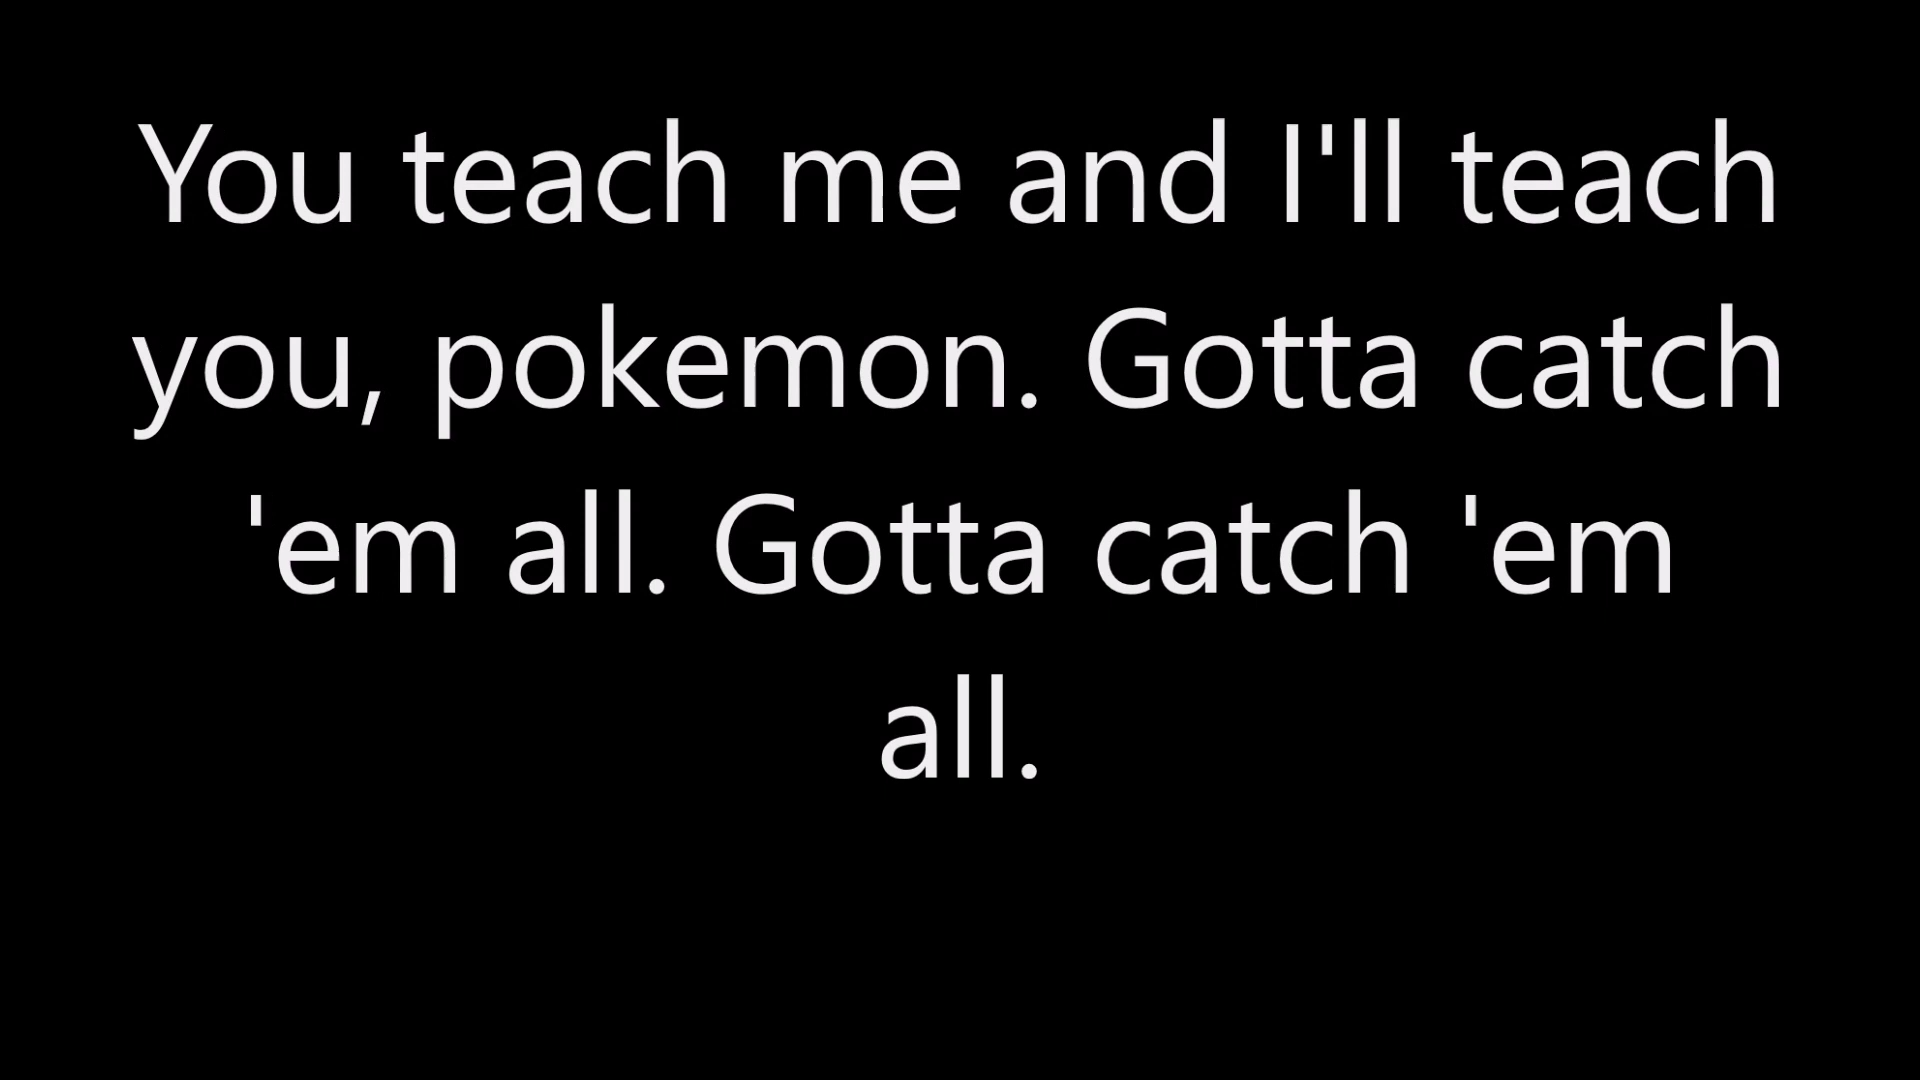 You teach me and I'll teach
you, pokemon. Gotta catch
'em all. Gotta catch 'em
all.